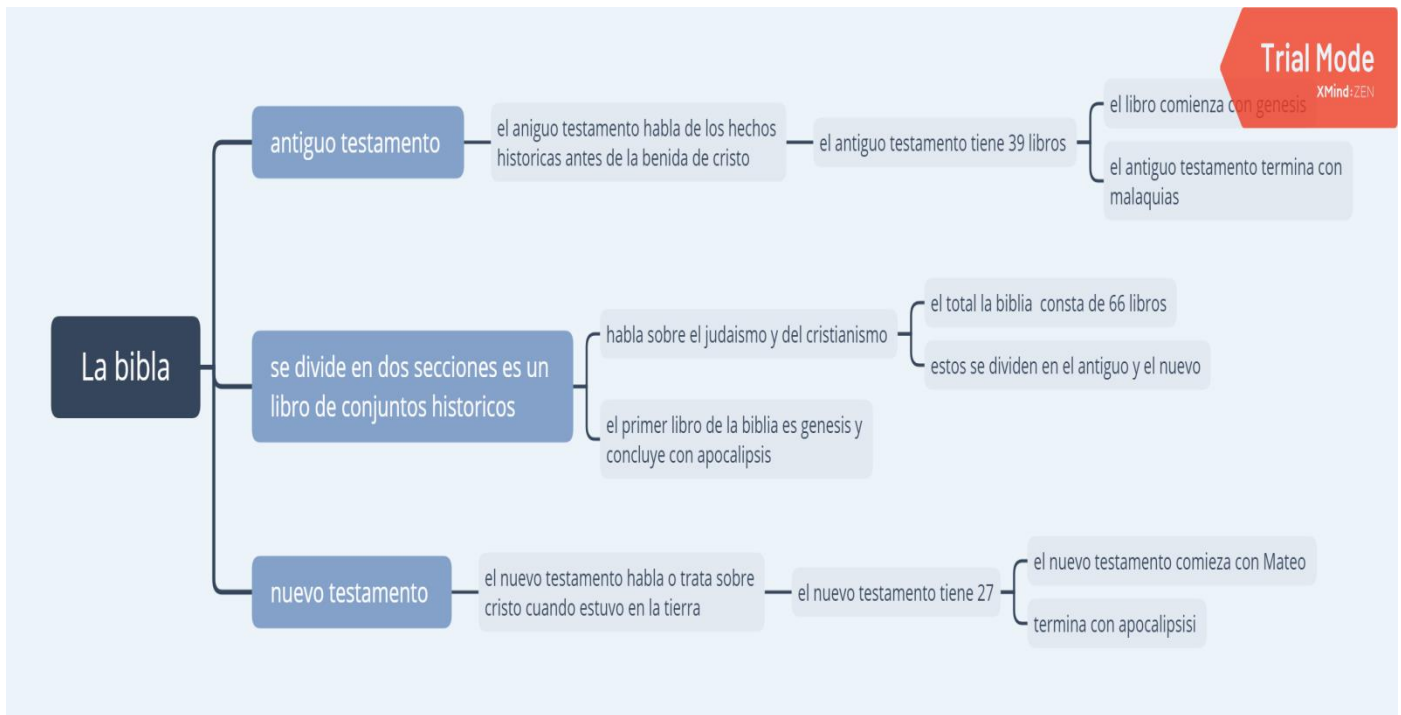 Trial Mode
XMind:ZEN
antiguo testamento
el aniguo testamento habla de los hechos
historicas antes de la benida de cristo
el antiguo testamento tiene 39 libros
el libro comienza con genesis
el antiguo testamento termina con
malaquias
La bibla
se divide en dos secciones es un
libro de conjuntos historicos
habla sobre el judaismo y del cristianismo
el total la biblia consta de 66 libros
estos se dividen en el antiguo y el nuevo
el primer libro de la biblia es genesis y
concluye con apocalipsis
nuevo testamento
el nuevo testamento habla o trata sobre
cristo cuando estuvo en la tierra
el nuevo testamento tiene 27
el nuevo testamento comieza con Mateo
termina con apocalipsisi